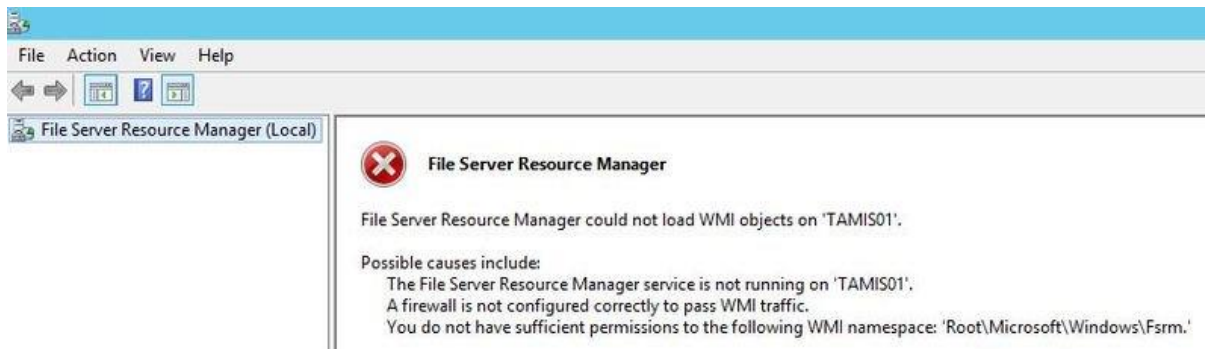 File Action View Help
File Server Resource Manager (Local)
File Server Resource Manager
File Server Resource Manager could not load WMI objects on 'TAMIS01'.
Possible causes include:
The File Server Resource Manager service is not running on 'TAMIS01'.
A firewall is not configured correctly to pass WMI traffic.
You do not have sufficient permissions to the following WMI namespace: 'Root\Microsoft\Windows\Fsrm.'